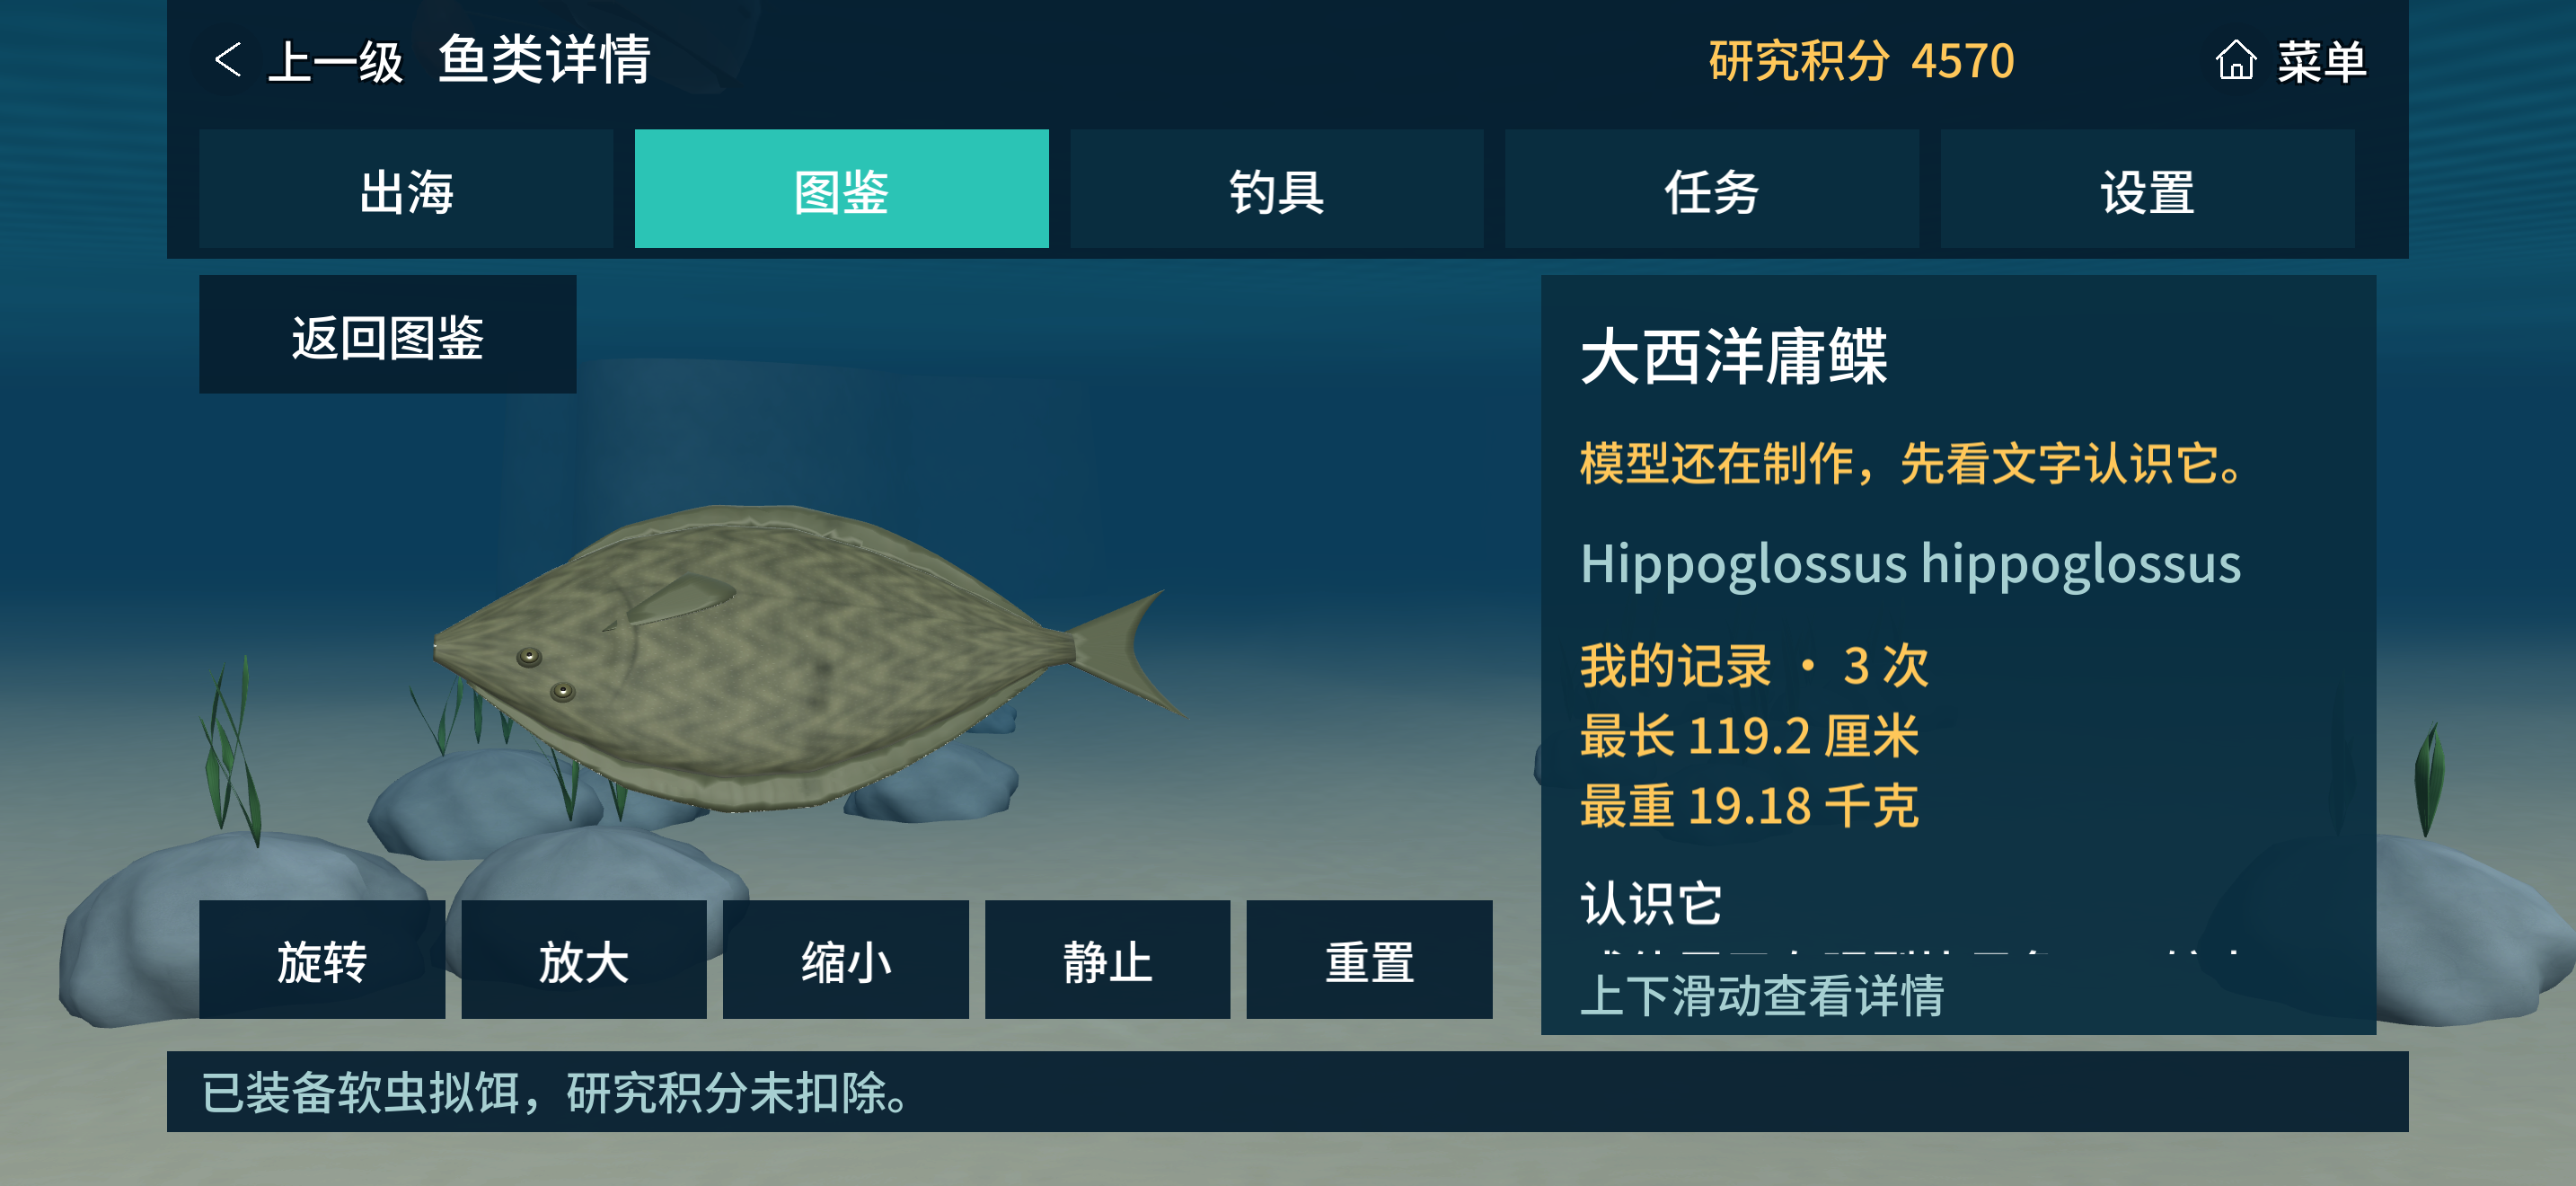 上一级 鱼类详情 研究积分 4570 菜单
出海 图鉴 钓具 任务 设置
返回图鉴
大西洋庸鲽
模型还在制作，先看文字认识它。
Hippoglossus hippoglossus
我的记录 · 3 次
最长 119.2 厘米
最重 19.18 千克
认识它
上下滑动查看详情
旋转 放大 缩小 静止 重置
已装备软虫拟饵，研究积分未扣除。